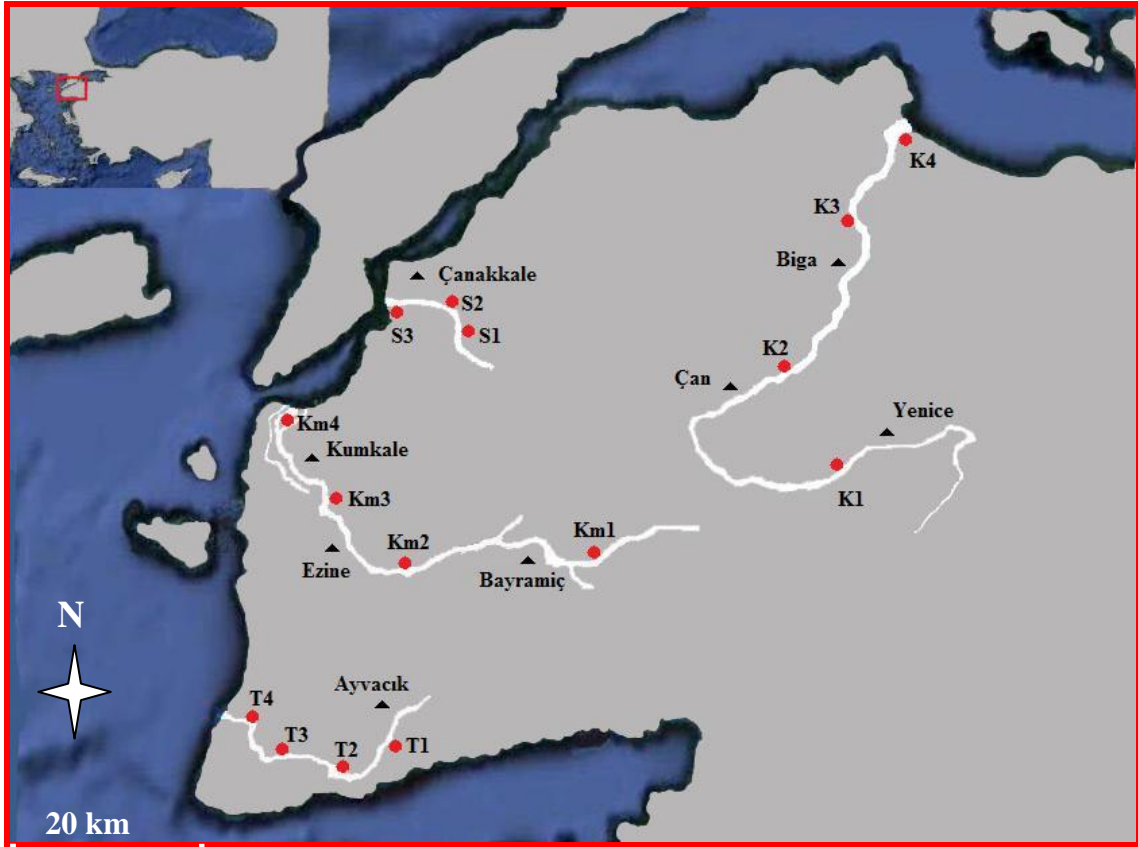 K4
K3
Biga
Çanakkale
S2
S3
S1
K2
Çan
Yenice
Km4
Kumkale
K1
Km3
Km1
Km2
Ezine
Bayramiç
N
Ayvacık
T4
T3
T2
T1
20 km